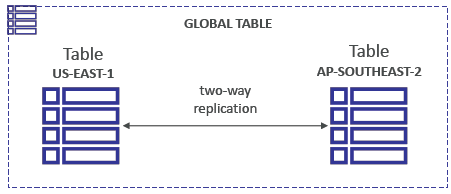 GLOBAL TABLE
Table
US-EAST-1
Table
AP-SOUTHEAST-2
two-way
replication